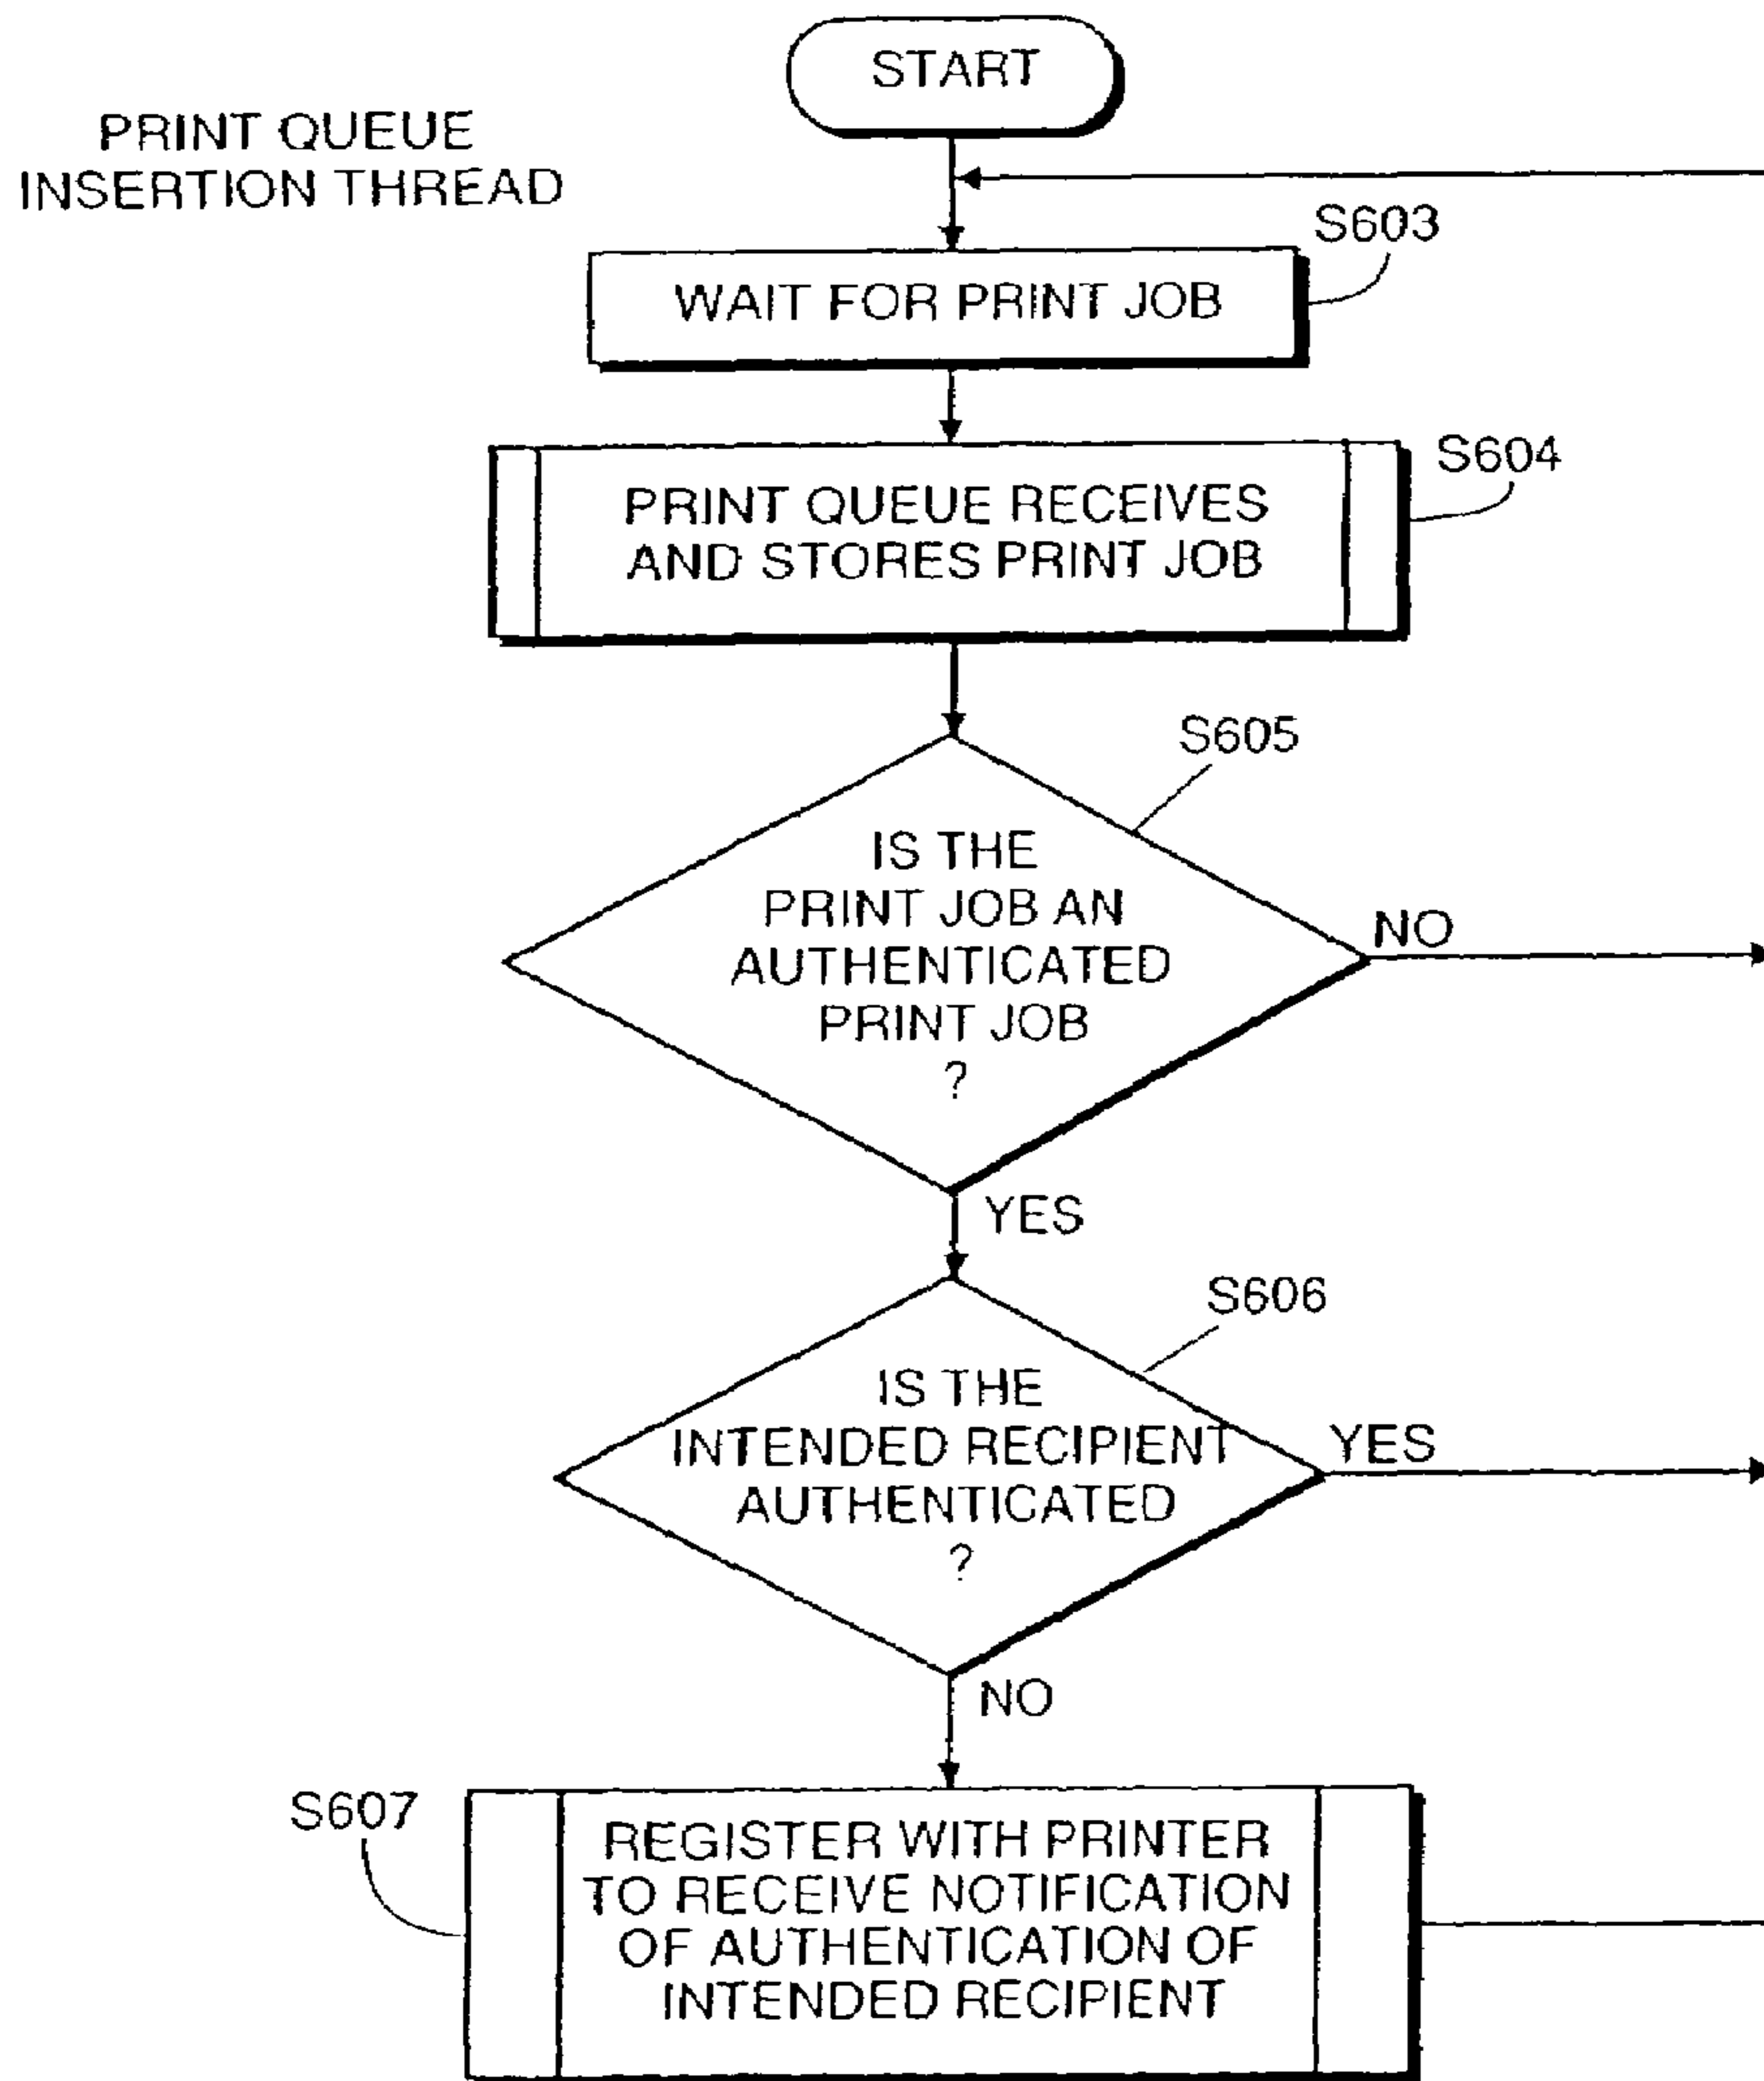 START
PRINT QUEUE
INSERTION THREAD
S603
WAIT FOR PRINT JOB
S604
PRINT QUEUE RECEIVES
AND STORES PRINT JOB
S605
IS THE
PRINT JOB AN
AUTHENTICATED
PRINT JOB
?
NO
YES
S606
IS THE
INTENDED RECIPIENT
AUTHENTICATED
?
YES
NO
S607
REGISTER WITH PRINTER
TO RECEIVE NOTIFICATION
OF AUTHENTICATION OF
INTENDED RECIPIENT